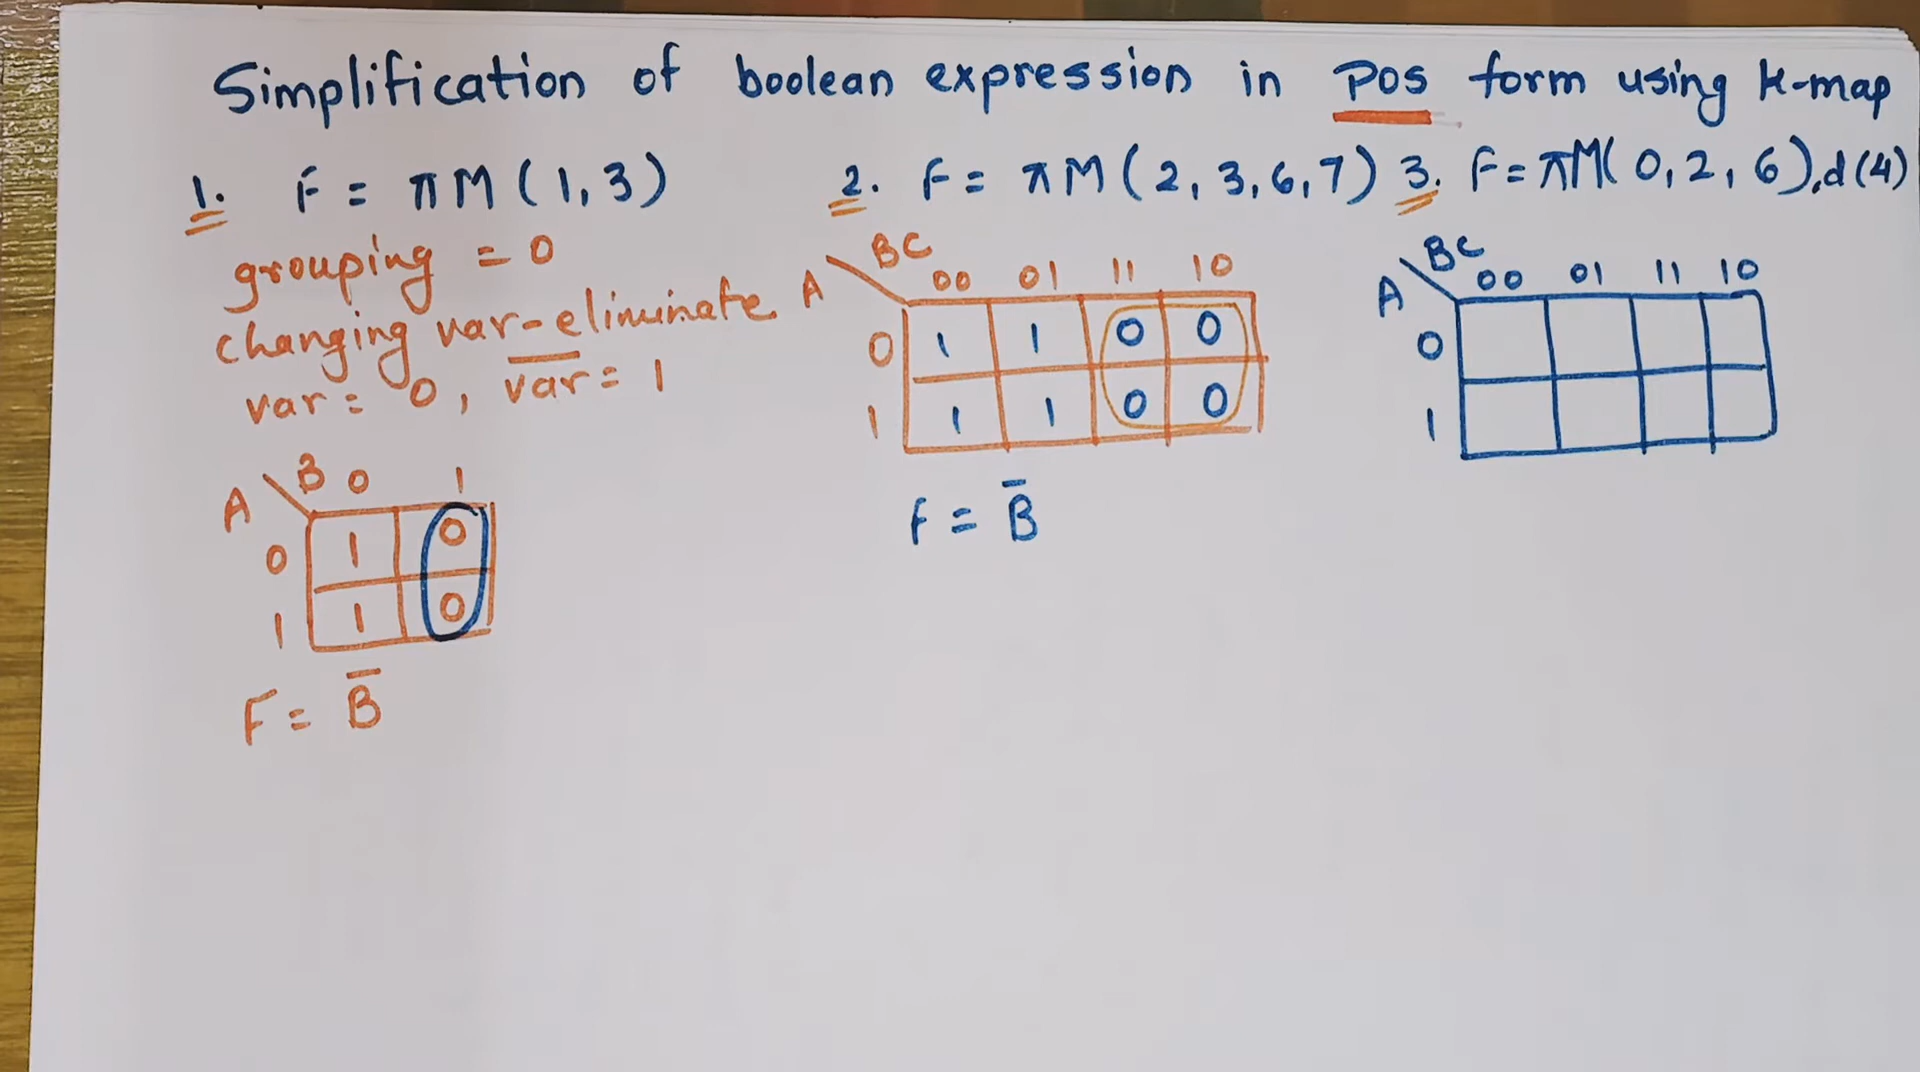 Simplification of boolean expression in POS form using K-map
1. F = πM (1,3)
grouping = 0
changing var-eliminate
var = 0, v̅a̅r̅ = 1
A B 0 1
0 1 0
1 1 0
F = B̅
2. F = πM (2,3,6,7)
A BC 00 01 11 10
0 1 1 0 0
1 1 1 0 0
F = B̅
3. F = πM( 0,2,6),d(4)
A BC 00 01 11 10
0
1